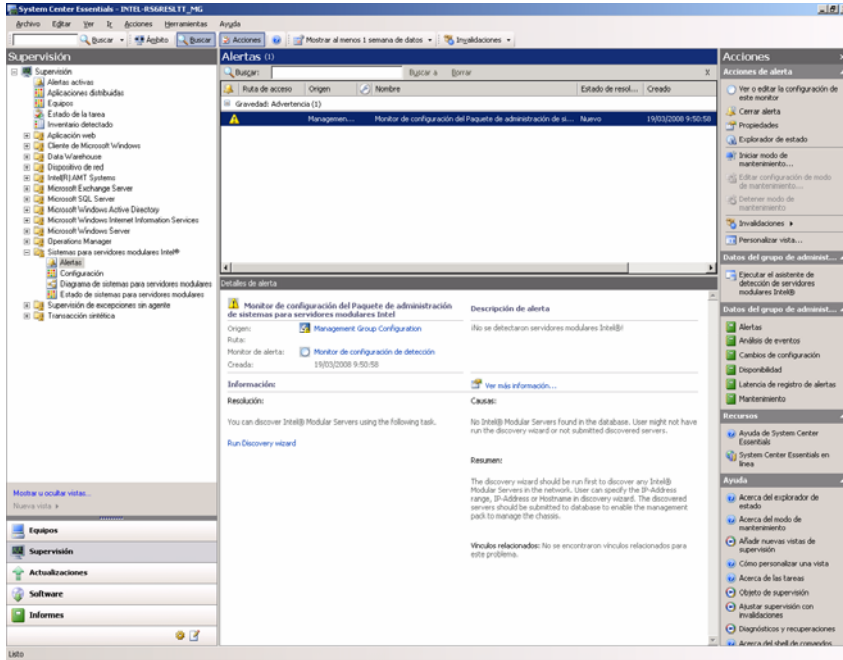 System Center Essentials - INTEL-RS6RESLTT_MG
Archivo Editar Ver Ir Acciones Herramientas Ayuda
Buscar Ámbito Buscar Acciones Mostrar al menos 1 semana de datos Invalidaciones
Supervisión
Supervisión
Alertas activas
Aplicaciones distribuidas
Equipos
Estado de la tarea
Inventario detectado
Aplicación web
Cliente de Microsoft Windows
Data Warehouse
Dispositivo de red
Intel(R) AMT Systems
Microsoft Exchange Server
Microsoft SQL Server
Microsoft Windows Active Directory
Microsoft Windows Internet Information Services
Microsoft Windows Server
Operations Manager
Sistemas para servidores modulares Intel®
Alertas
Configuración
Diagrama de sistemas para servidores modulares
Estado de sistemas para servidores modulares
Supervisión de excepciones sin agente
Transacción sintética
Mostrar u ocultar vistas...
Nueva vista
Equipos
Supervisión
Actualizaciones
Software
Informes
Listo
Alertas (1)
Buscar: Buscar a Borrar X
Ruta de acceso Origen Nombre Estado de resol... Creado
Gravedad: Advertencia (1)
Managemen... Monitor de configuración del Paquete de administración de si... Nuevo 19/03/2008 9:50:58
Detalles de alerta
Monitor de configuración del Paquete de administración
de sistemas para servidores modulares Intel
Origen: Management Group Configuration
Ruta:
Monitor de alerta: Monitor de configuración de detección
Creada: 19/03/2008 9:50:58
Descripción de alerta
¡No se detectaron servidores modulares Intel®!
Información:
Resolución:
You can discover Intel® Modular Servers using the following task.
Run Discovery wizard
Ver más información...
Causas:
No Intel® Modular Servers found in the database. User might not have
run the discovery wizard or not submitted discovered servers.
Resumen:
The discovery wizard should be run first to discover any Intel®
Modular Servers in the network. User can specify the IP-Address
range, IP-Address or Hostname in discovery wizard. The discovered
servers should be submitted to database to enable the management
pack to manage the chassis.
Vínculos relacionados: No se encontraron vínculos relacionados para
este problema.
Acciones
Acciones de alerta
Ver o editar la configuración de
este monitor
Cerrar alerta
Propiedades
Explorador de estado
Iniciar modo de
mantenimiento...
Editar configuración de modo
de mantenimiento...
Detener modo de
mantenimiento
Invalidaciones
Personalizar vista...
Datos del grupo de administ...
Ejecutar el asistente de
detección de servidores
modulares Intel®
Datos del grupo de administ...
Alertas
Análisis de eventos
Cambios de configuración
Disponibilidad
Latencia de registro de alertas
Mantenimiento
Recursos
Ayuda de System Center
Essentials
System Center Essentials en
línea
Ayuda
Acerca del explorador de
estado
Acerca del modo de
mantenimiento
Añadir nuevas vistas de
supervisión
Cómo personalizar una vista
Acerca de las tareas
Objeto de supervisión
Ajustar supervisión con
invalidaciones
Diagnósticos y recuperaciones
Acerca del shell de comandos